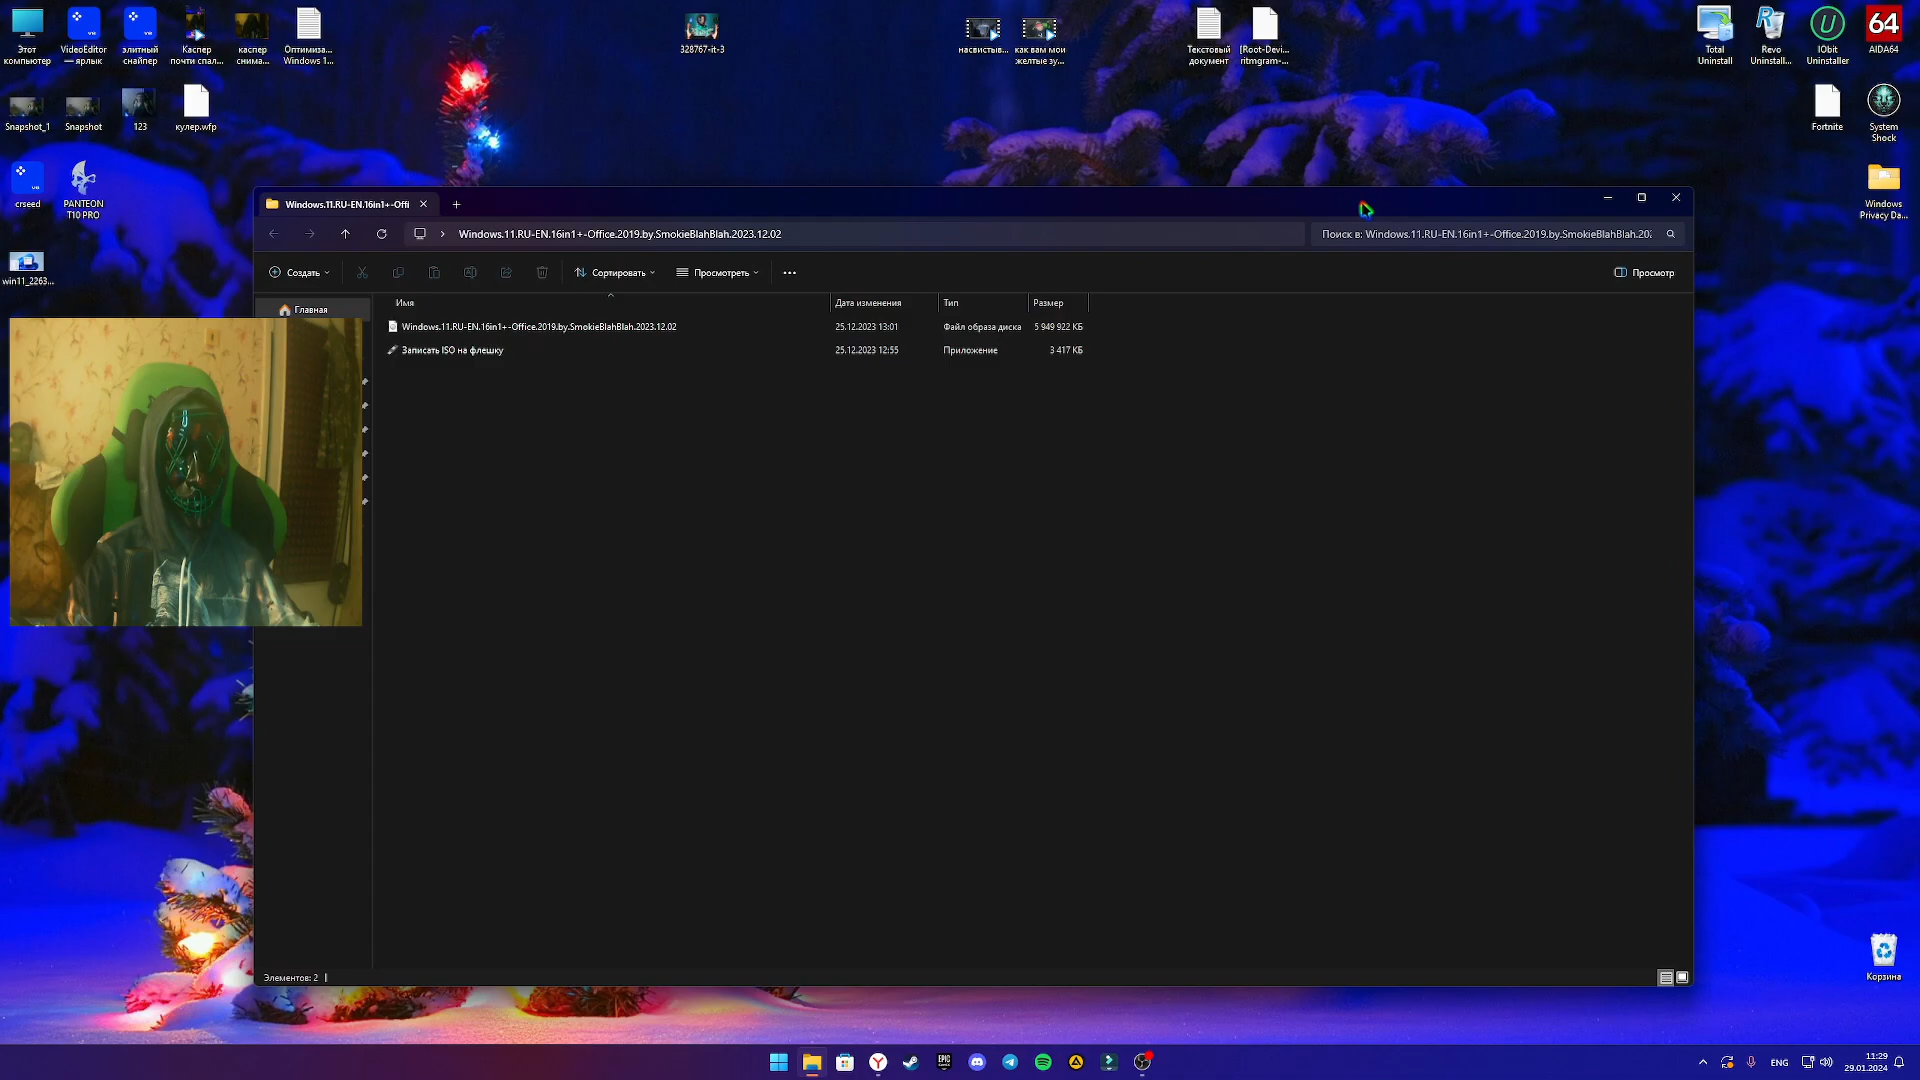 Этот
компьютер
VideoEditor
— ярлык
элитный
снайпер
Каспер
почти спал...
каспер
снима...
Оптимиза...
Windows 1...
328767-it-3
насвистыв...
как вам мои
желтые зу...
Текстовый
документ
[Root-Devi...
ritmgram-...
Total
Uninstall
Revo
Uninstall...
IObit
Uninstaller
64
AIDA64
Snapshot_1
Snapshot
123
кулер.wfp
Fortnite
System
Shock
crseed
PANTEON
T10 PRO
Windows
Privacy Da...
win11_2263...
Windows.11.RU-EN.16in1+-Offi
Windows.11.RU-EN.16in1+-Office.2019.by.SmokieBlahBlah.2023.12.02
Поиск в: Windows.11.RU-EN.16in1+-Office.2019.by.SmokieBlahBlah.202
Создать
Сортировать
Просмотреть
Просмотр
Главная
Имя
Дата изменения
Тип
Размер
Windows.11.RU-EN.16in1+-Office.2019.by.SmokieBlahBlah.2023.12.02
25.12.2023 13:01
Файл образа диска
5 949 922 КБ
Записать ISO на флешку
25.12.2023 12:55
Приложение
3 417 КБ
Элементов: 2
Корзина
EPIC
ENG
11:29
29.01.2024